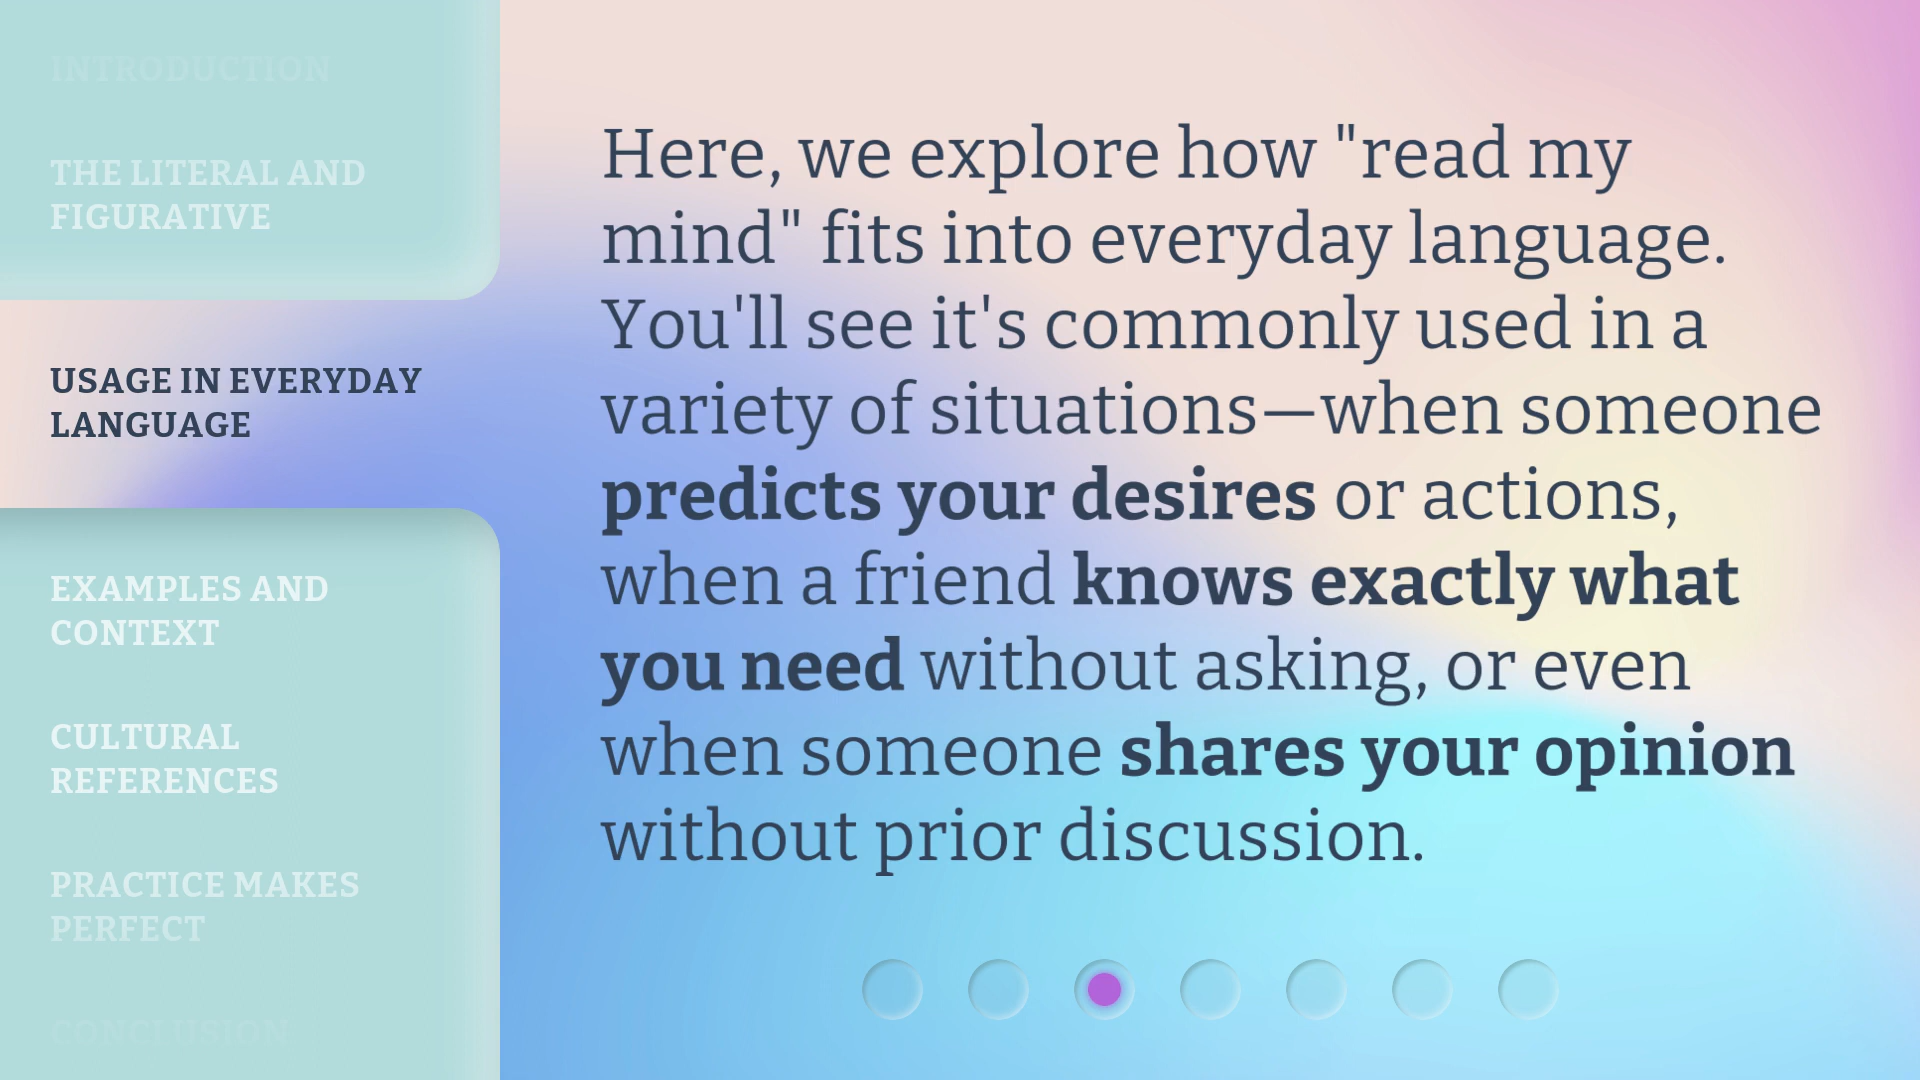 INTRODUCTION
THE LITERAL AND
FIGURATIVE
USAGE IN EVERYDAY
LANGUAGE
EXAMPLES AND
CONTEXT
CULTURAL
REFERENCES
PRACTICE MAKES
PERFECT
CONCLUSION
Here, we explore how "read my
mind" fits into everyday language.
You'll see it's commonly used in a
variety of situations—when someone
predicts your desires or actions,
when a friend knows exactly what
you need without asking, or even
when someone shares your opinion
without prior discussion.